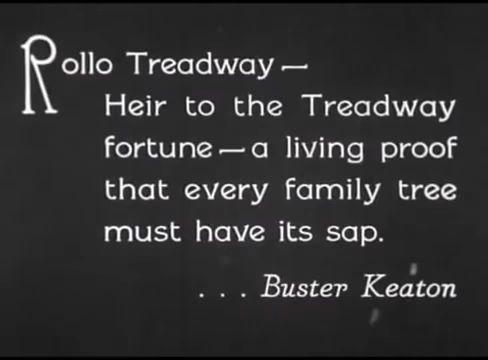 Rollo Treadway—
Heir to the Treadway
fortune—a living proof
that every family tree
must have its sap.
. . . Buster Keaton